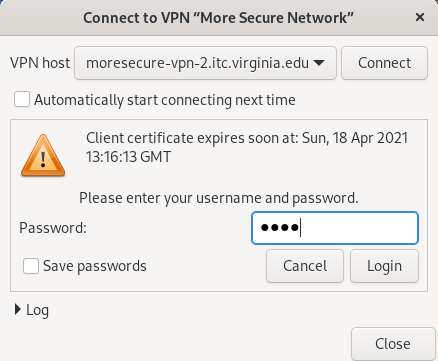 Connect to VPN “More Secure Network”
VPN host moresecure-vpn-2.itc.virginia.edu Connect
Automatically start connecting next time
Client certificate expires soon at: Sun, 18 Apr 2021
13:16:13 GMT
Please enter your username and password.
Password: ●●●●
Save passwords Cancel Login
Log
Close